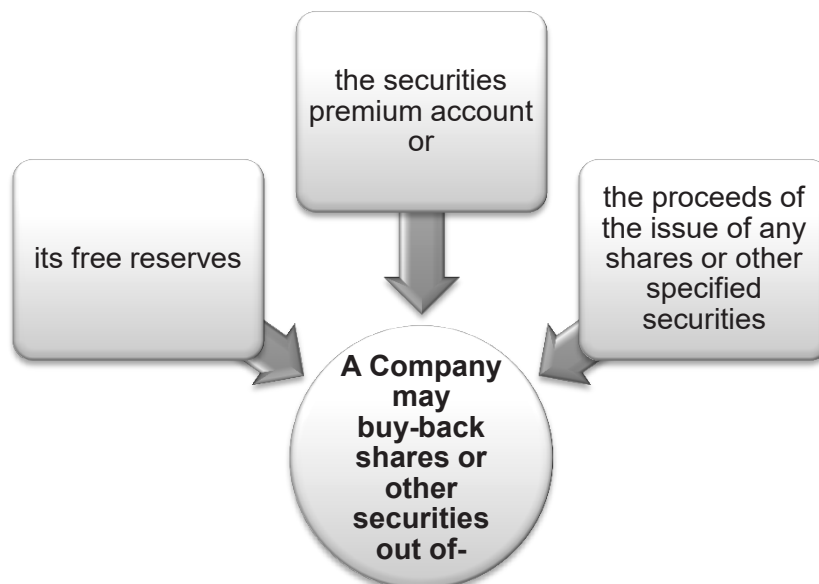 its free reserves
the securities
premium account
or
the proceeds of
the issue of any
shares or other
specified
securities
A Company
may
buy-back
shares or
other
securities
out of-